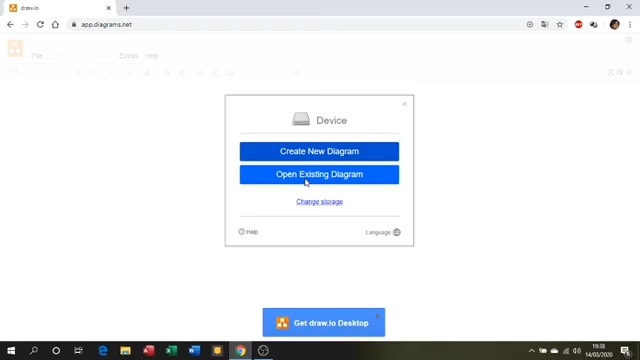 draw.io
app.diagrams.net
File
Extras
Help
Device
Create New Diagram
Open Existing Diagram
Change storage
Help
Language
Get draw.io Desktop
19:38
14/03/2020